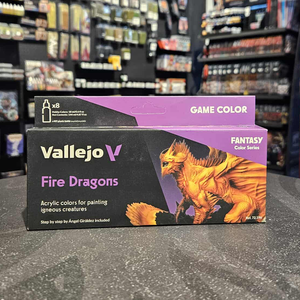 x8
GAME COLOR
Vallejo
FANTASY
Color Series
Fire Dragons
Acrylic colors for painting
igneous creatures
Step by step by Ángel Giráldez included